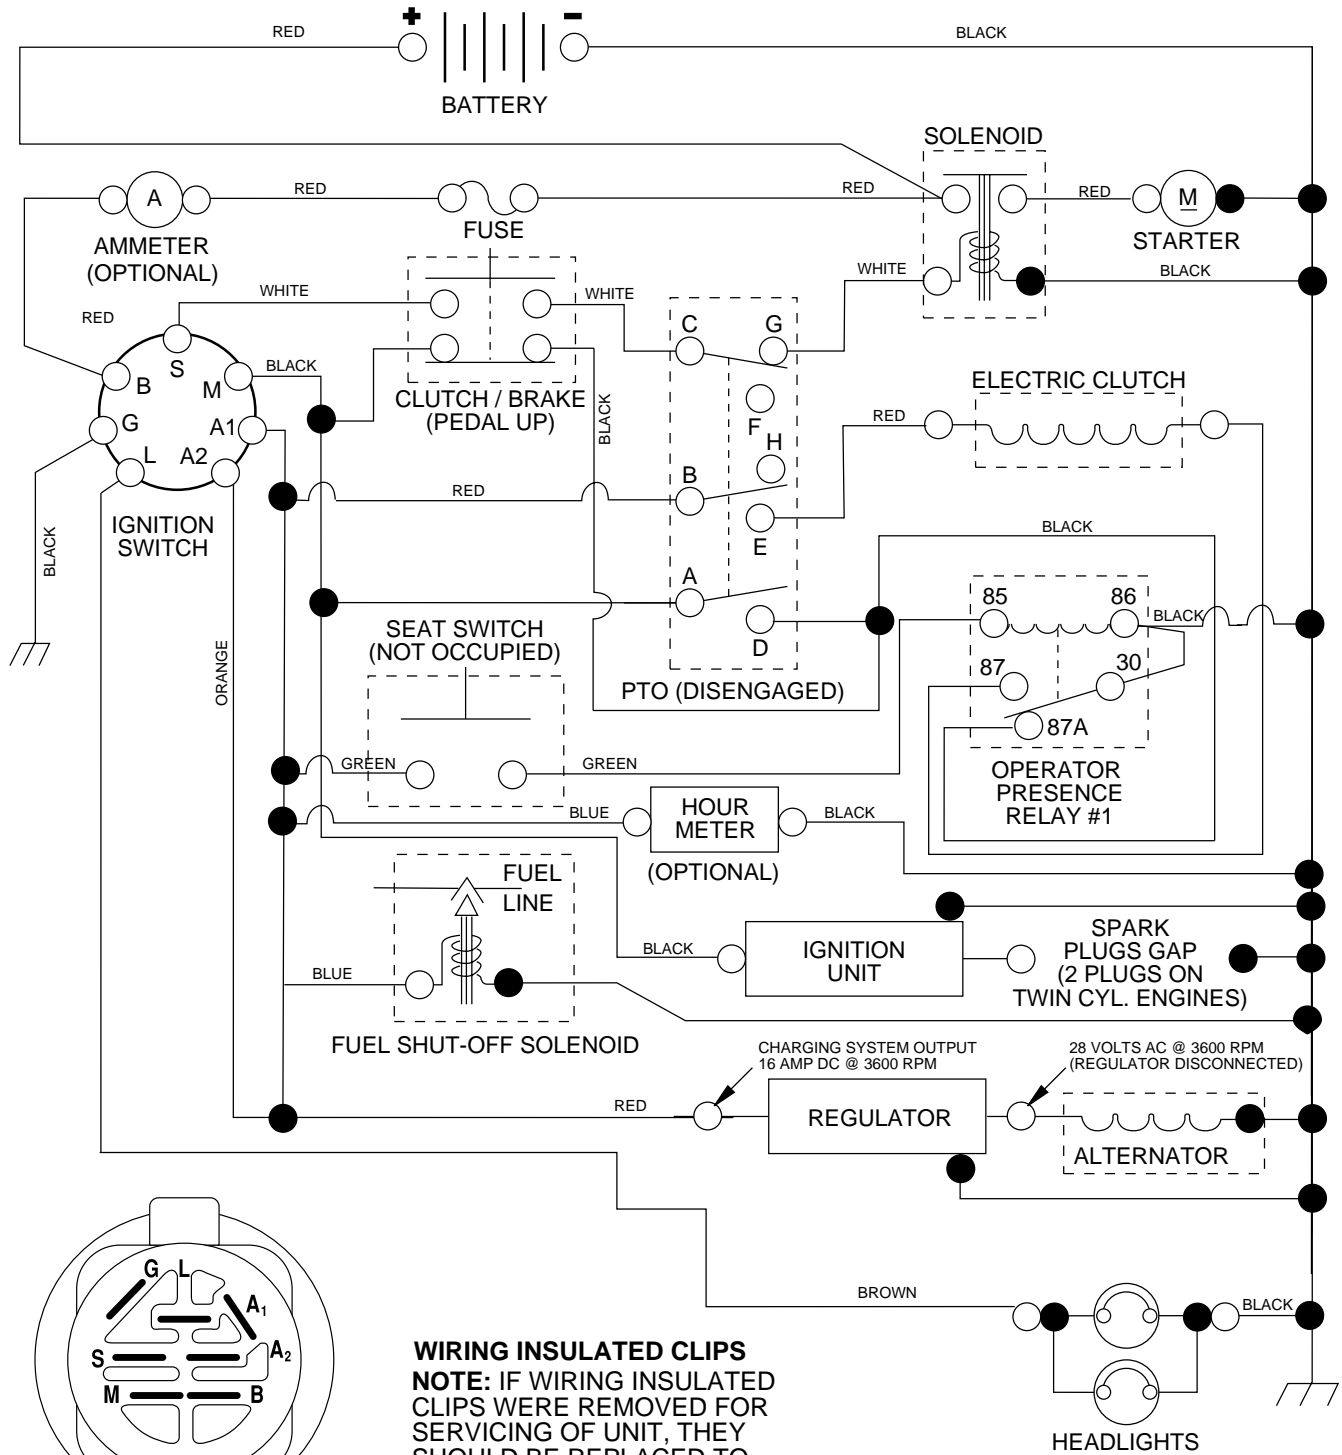 +
-
RED
BLACK
BATTERY
SOLENOID
A
RED
RED
RED
M
AMMETER
(OPTIONAL)
FUSE
STARTER
WHITE
BLACK
RED
WHITE
WHITE
S
B
M
BLACK
G
A1
L
A2
CLUTCH / BRAKE
(PEDAL UP)
BLACK
C
G
F
H
B
E
A
D
RED
ELECTRIC CLUTCH
RED
IGNITION
SWITCH
BLACK
ORANGE
BLACK
85
86
BLACK
87
30
87A
SEAT SWITCH
(NOT OCCUPIED)
PTO (DISENGAGED)
GREEN
GREEN
OPERATOR
PRESENCE
RELAY #1
BLUE
HOUR
METER
BLACK
(OPTIONAL)
FUEL
LINE
BLACK
IGNITION
UNIT
SPARK
PLUGS GAP
(2 PLUGS ON
TWIN CYL. ENGINES)
BLUE
FUEL SHUT-OFF SOLENOID
CHARGING SYSTEM OUTPUT
16 AMP DC @ 3600 RPM
28 VOLTS AC @ 3600 RPM
(REGULATOR DISCONNECTED)
RED
REGULATOR
ALTERNATOR
BROWN
BLACK
HEADLIGHTS
G
L
A1
S
A2
M
B
WIRING INSULATED CLIPS
NOTE: IF WIRING INSULATED
CLIPS WERE REMOVED FOR
SERVICING OF UNIT, THEY
SHOULD BE REPLACED TO